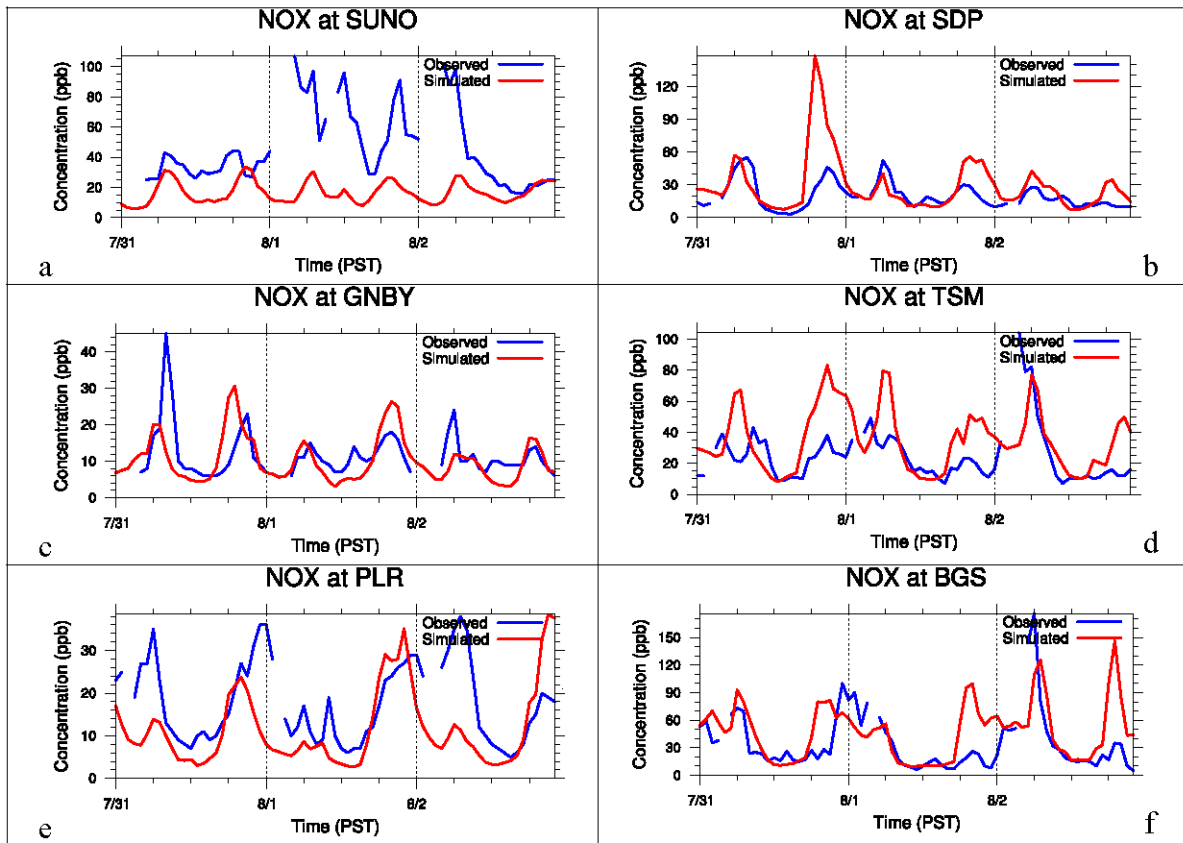 NOX at SUNO
Concentration (ppb)
100
80
60
40
20
0
Observed
Simulated
7/31
8/1
8/2
Time (PST)
a
NOX at SDP
Concentration (ppb)
120
90
60
30
0
Observed
Simulated
7/31
8/1
8/2
Time (PST)
b
NOX at GNBY
Concentration (ppb)
40
30
20
10
0
Observed
Simulated
7/31
8/1
8/2
Time (PST)
c
NOX at TSM
Concentration (ppb)
100
80
60
40
20
0
Observed
Simulated
7/31
8/1
8/2
Time (PST)
d
NOX at PLR
Concentration (ppb)
30
20
10
0
Observed
Simulated
7/31
8/1
8/2
Time (PST)
e
NOX at BGS
Concentration (ppb)
150
120
90
60
30
0
Observed
Simulated
7/31
8/1
8/2
Time (PST)
f